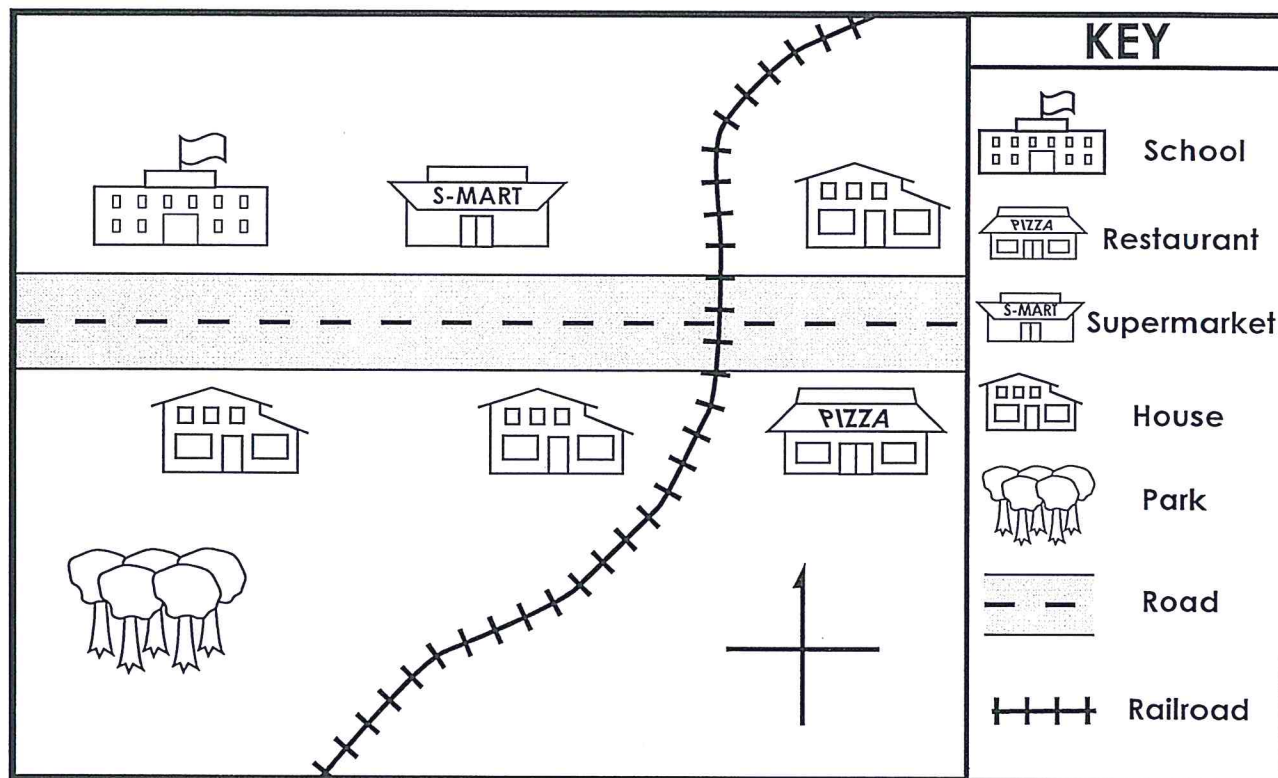 KEY
S-MART
School
PIZZA
Restaurant
S-MART
Supermarket
PIZZA
House
Park
Road
Railroad